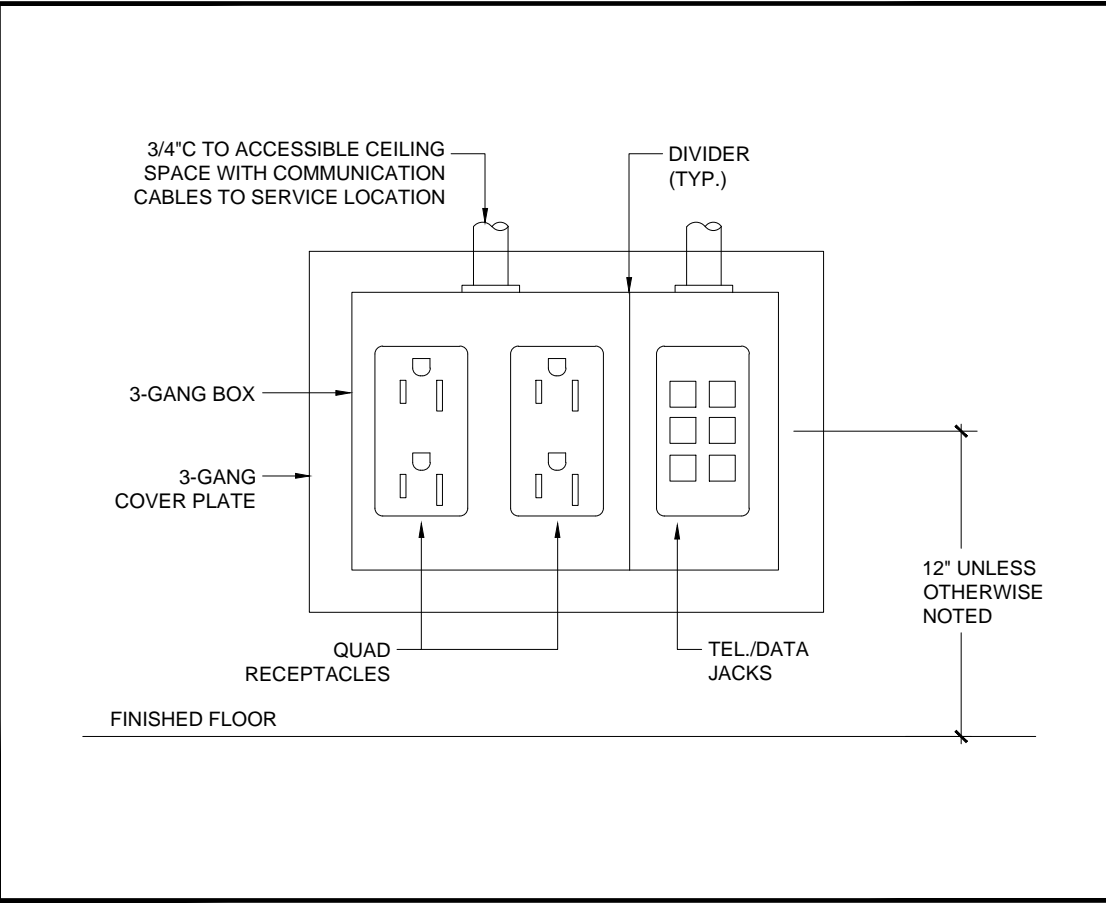 3/4"C TO ACCESSIBLE CEILING
SPACE WITH COMMUNICATION
CABLES TO SERVICE LOCATION
DIVIDER
(TYP.)
3-GANG BOX
3-GANG
COVER PLATE
12" UNLESS
OTHERWISE
NOTED
QUAD
RECEPTACLES
TEL./DATA
JACKS
FINISHED FLOOR